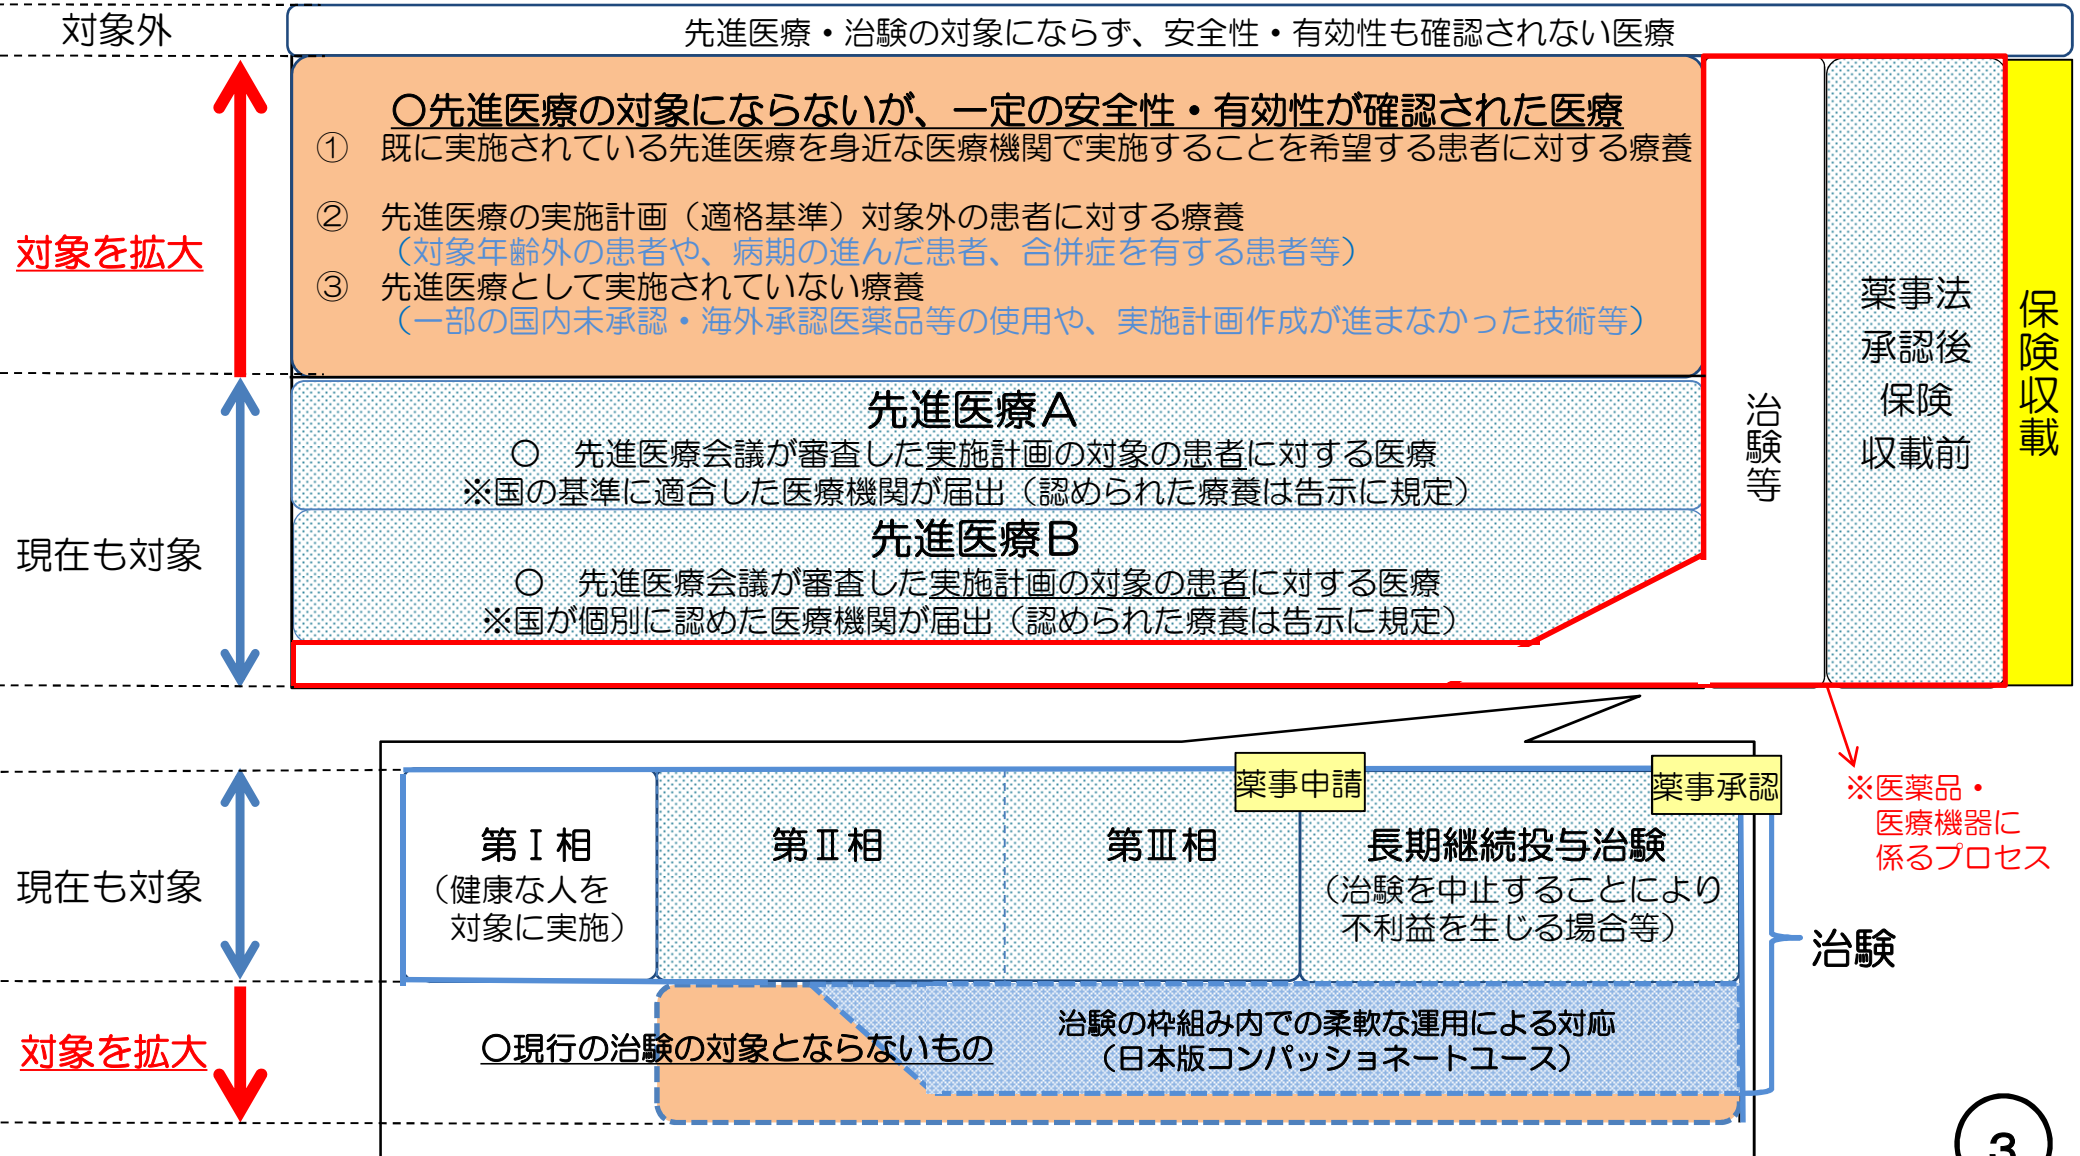 対象外
先進医療・治験の対象にならず、安全性・有効性も確認されない医療
対象を拡大
〇先進医療の対象にならないが、一定の安全性・有効性が確認された医療
① 既に実施されている先進医療を身近な医療機関で実施することを希望する患者に対する療養
② 先進医療の実施計画（適格基準）対象外の患者に対する療養
（対象年齢外の患者や、病期の進んだ患者、合併症を有する患者等）
③ 先進医療として実施されていない療養
（一部の国内未承認・海外承認医薬品等の使用や、実施計画作成が進まなかった技術等）
現在も対象
先進医療A
〇 先進医療会議が審査した実施計画の対象の患者に対する医療
※国の基準に適合した医療機関が届出（認められた療養は告示に規定）
先進医療B
〇 先進医療会議が審査した実施計画の対象の患者に対する医療
※国が個別に認めた医療機関が届出（認められた療養は告示に規定）
治験等
薬事法
承認後
保険
収載前
保険収載
※医薬品・
医療機器に
係るプロセス
現在も対象
薬事申請
薬事承認
第Ⅰ相
（健康な人を
対象に実施）
第Ⅱ相
第Ⅲ相
長期継続投与治験
（治験を中止することにより
不利益を生じる場合等）
治験
対象を拡大
〇現行の治験の対象とならないもの
治験の枠組み内での柔軟な運用による対応
（日本版コンパッショネートユース）
3